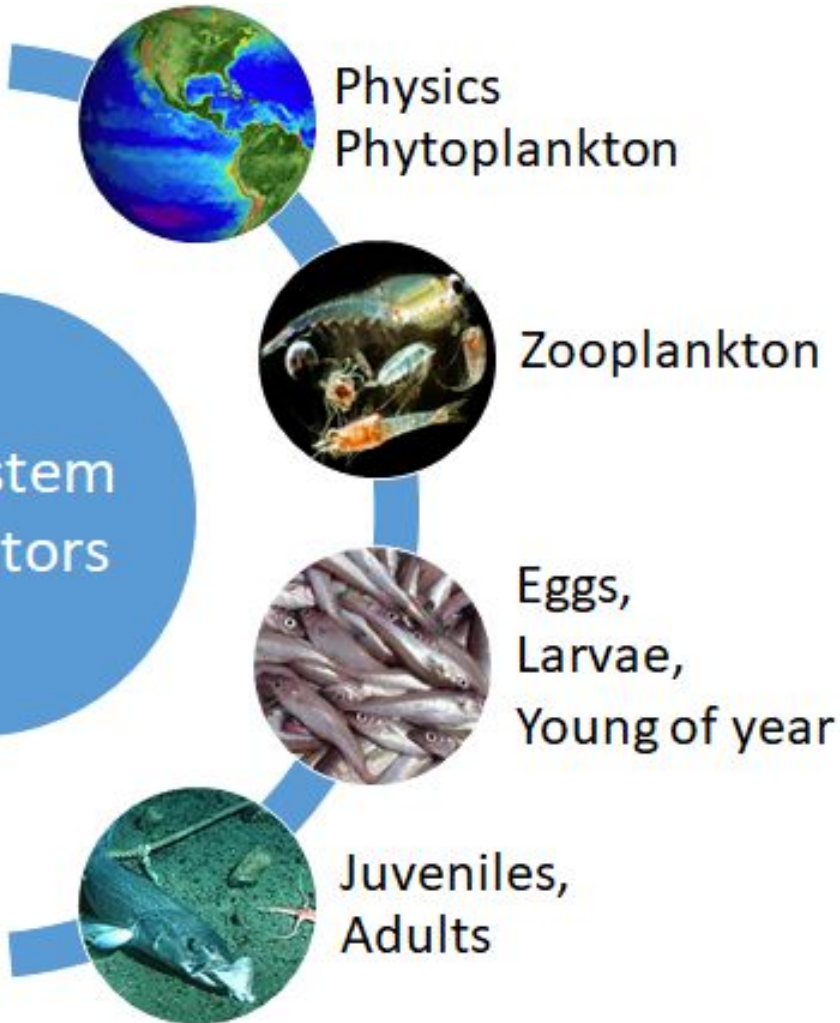 Physics
Phytoplankton
Zooplankton
stem
tors
Eggs,
Larvae,
Young of year
Juveniles,
Adults